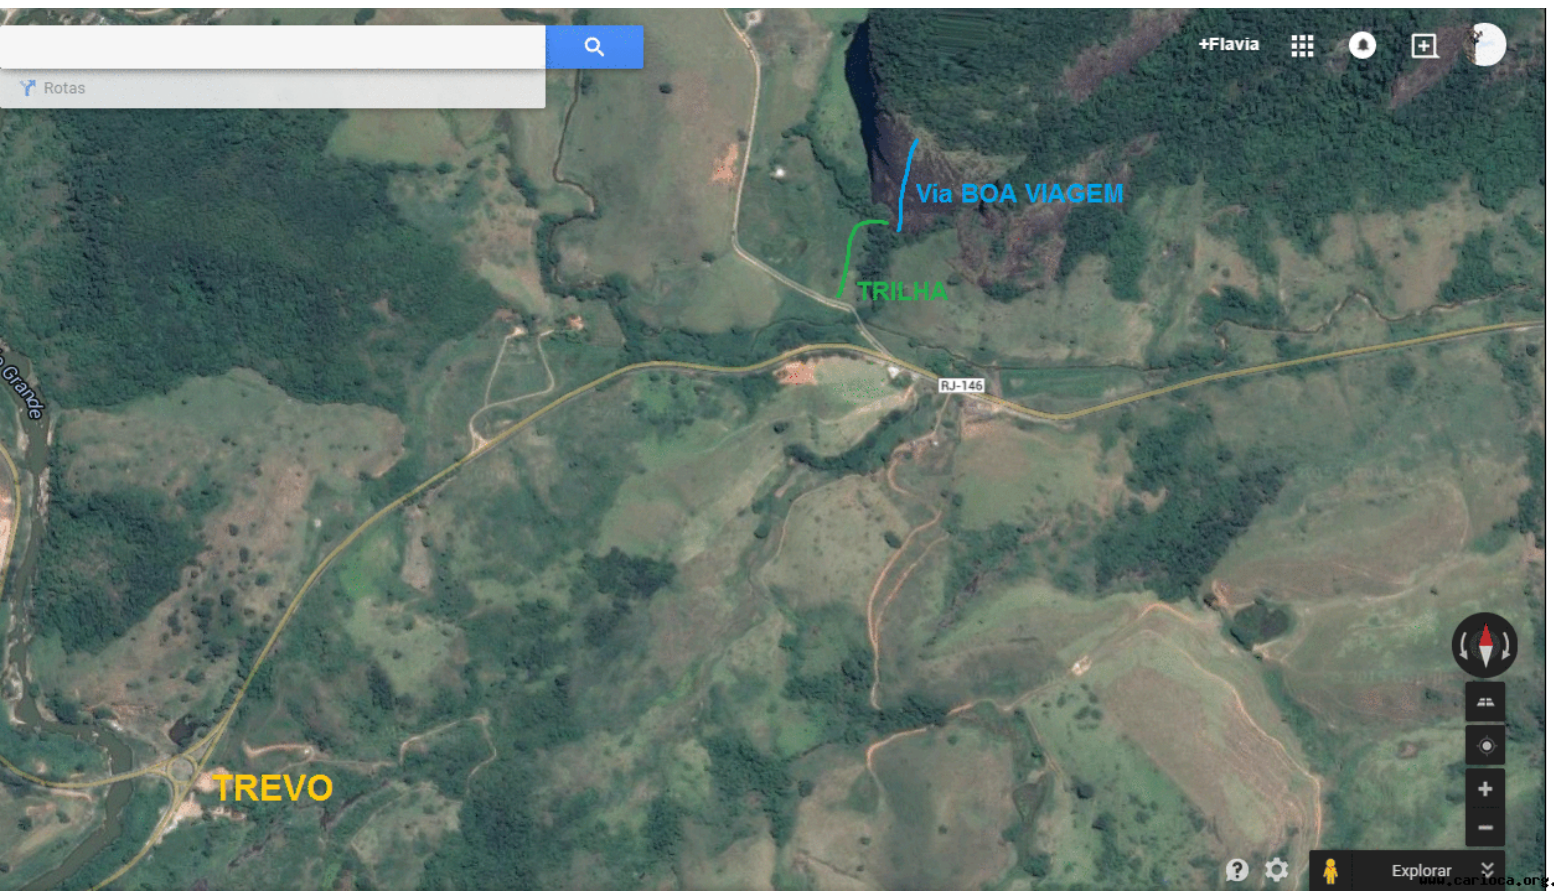 +Flavia
Rotas
Via BOA VIAGEM
TRILHA
RJ-146
Grande
TREVO
Explorar
www.carioca.org.